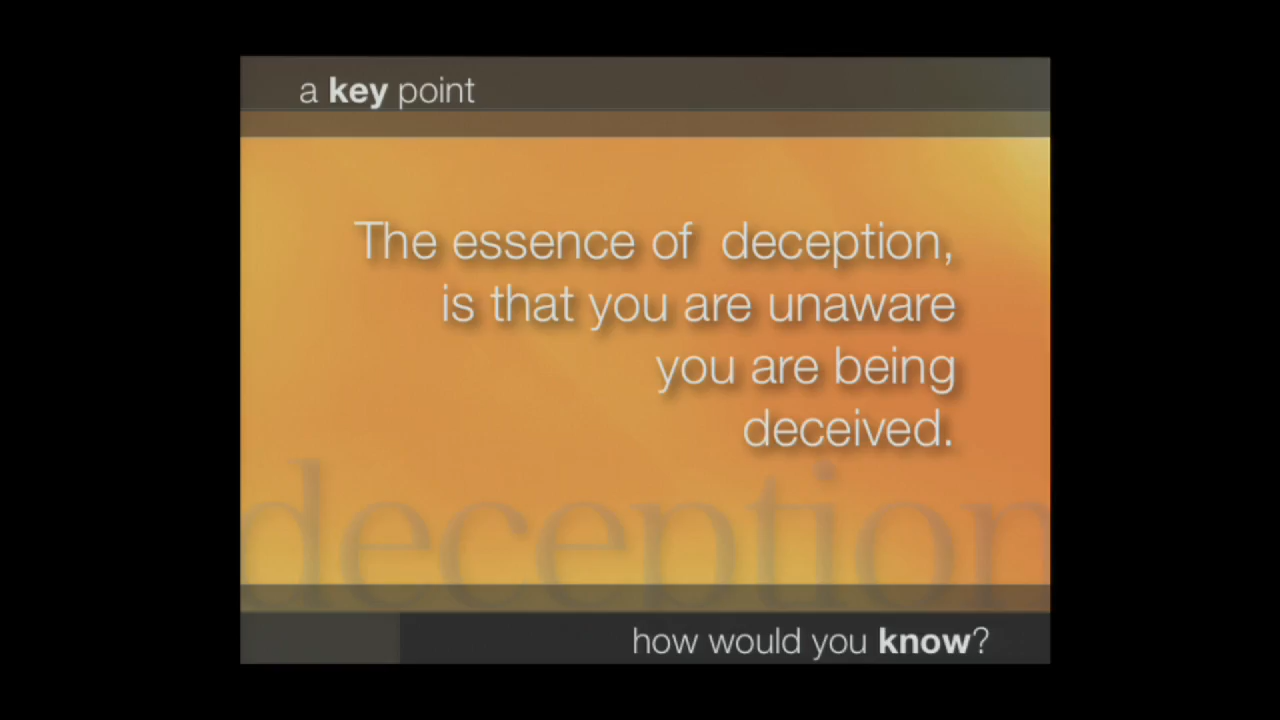 a key point
The essence of deception,
is that you are unaware
you are being
deceived.
deception
how would you know?